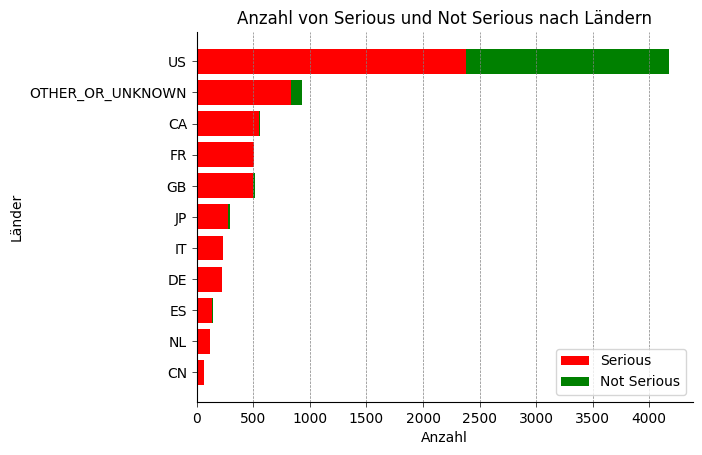 Anzahl von Serious und Not Serious nach Ländern
US
OTHER_OR_UNKNOWN
CA
FR
GB
JP
IT
DE
ES
NL
CN
Länder
0 500 1000 1500 2000 2500 3000 3500 4000
Anzahl
Serious
Not Serious